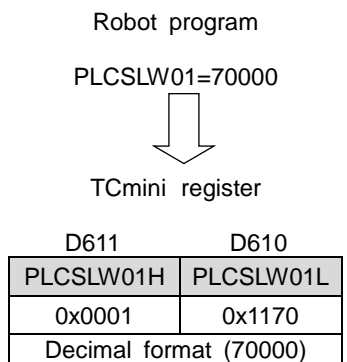 Robot program
PLCSLW01=70000
TCmini register
D611 D610
PLCSLW01H PLCSLW01L
0x0001 0x1170
Decimal format (70000)